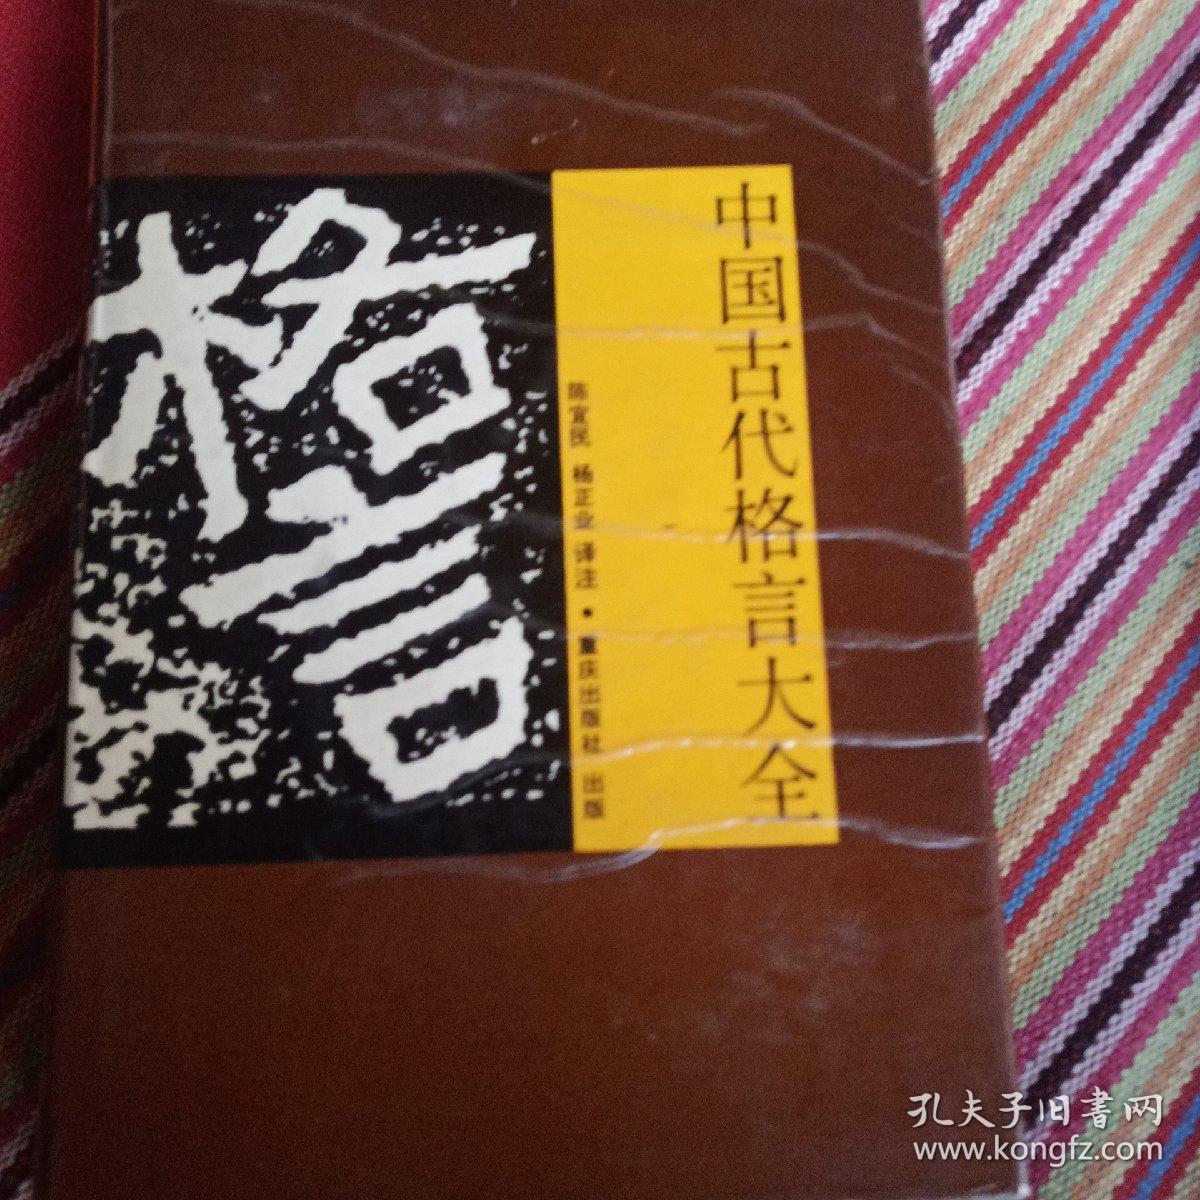 中国古代格言大全
陈宜民 杨正业 译注·重庆出版社 出版
格言
孔夫子旧书网
www.kongfz.com